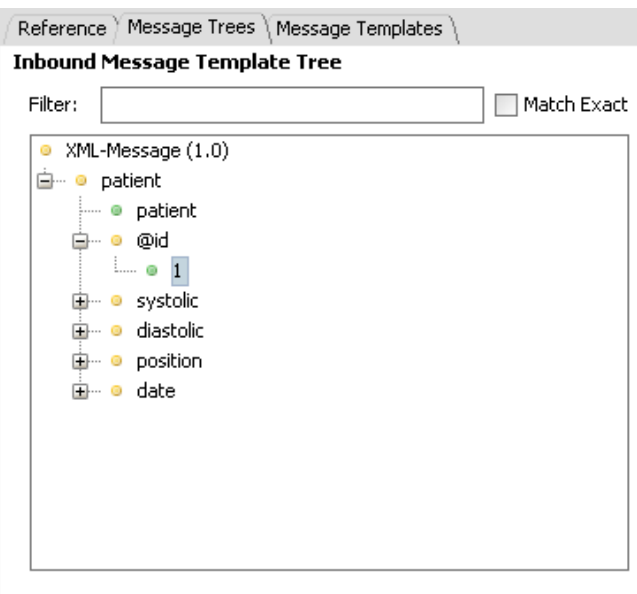 Reference Message Trees Message Templates
Inbound Message Template Tree
Filter: Match Exact
XML-Message (1.0)
patient
patient
@id
1
systolic
diastolic
position
date